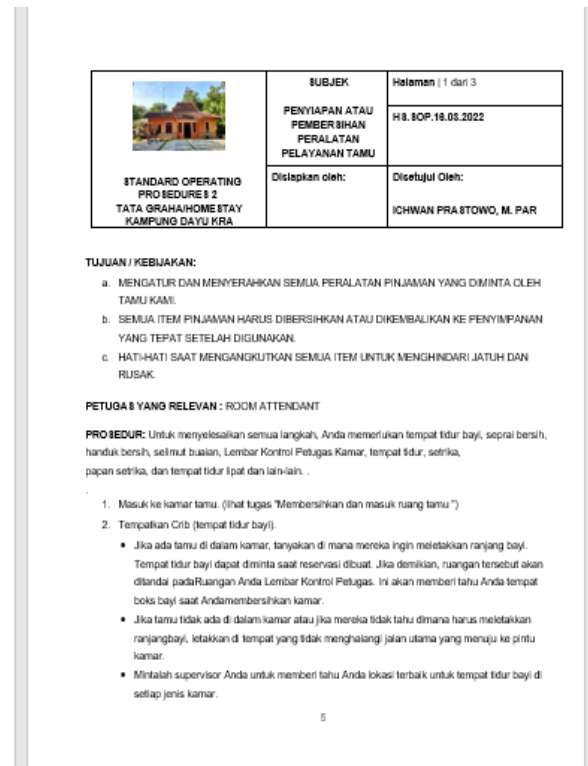 SUBJEK
Halaman | 1 dari 3
PENYIAPAN ATAU
PEMBERSIHAN
PERALATAN
PELAYANAN TAMU
HS.SOP.16.03.2022
STANDARD OPERATING
PROSEDURES 2
TATA GRAHA/HOMESTAY
KAMPUNG DAYU KRA
Disiapkan oleh:
Disetujui Oleh:
ICHWAN PRASTOWO, M. PAR
TUJUAN / KEBIJAKAN:
a. MENGATUR DAN MENYERAHKAN SEMUA PERALATAN PINJAMAN YANG DIMINTA OLEH
TAMU KAMI.
b. SEMUA ITEM PINJAMAN HARUS DIBERSIHKAN ATAU DIKEMBALIKAN KE PENYIMPANAN
YANG TEPAT SETELAH DIGUNAKAN.
c. HATI-HATI SAAT MENGANGKUTKAN SEMUA ITEM UNTUK MENGHINDARI JATUH DAN
RUSAK.
PETUGAS YANG RELEVAN : ROOM ATTENDANT
PROSEDUR: Untuk menyelesaikan semua langkah, Anda memerlukan tempat tidur bayi, seprai bersih,
handuk bersih, selimut buaian, Lembar Kontrol Petugas Kamar, tempat tidur, setrika,
papan setrika, dan tempat tidur lipat dan lain-lain. .
.
1. Masuk ke kamar tamu. (lihat tugas "Membersihkan dan masuk ruang tamu ")
2. Tempatkan Crib (tempat tidur bayi).
• Jika ada tamu di dalam kamar, tanyakan di mana mereka ingin meletakkan ranjang bayi.
Tempat tidur bayi dapat diminta saat reservasi dibuat. Jika demikian, ruangan tersebut akan
ditandai padaRuangan Anda Lembar Kontrol Petugas. Ini akan memberi tahu Anda tempat
boks bayi saat Andamembersihkan kamar.
• Jika tamu tidak ada di dalam kamar atau jika mereka tidak tahu dimana harus meletakkan
ranjangbayi, letakkan di tempat yang tidak menghalangi jalan utama yang menuju ke pintu
kamar.
• Mintalah supervisor Anda untuk memberi tahu Anda lokasi terbaik untuk tempat tidur bayi di
setiap jenis kamar.
5